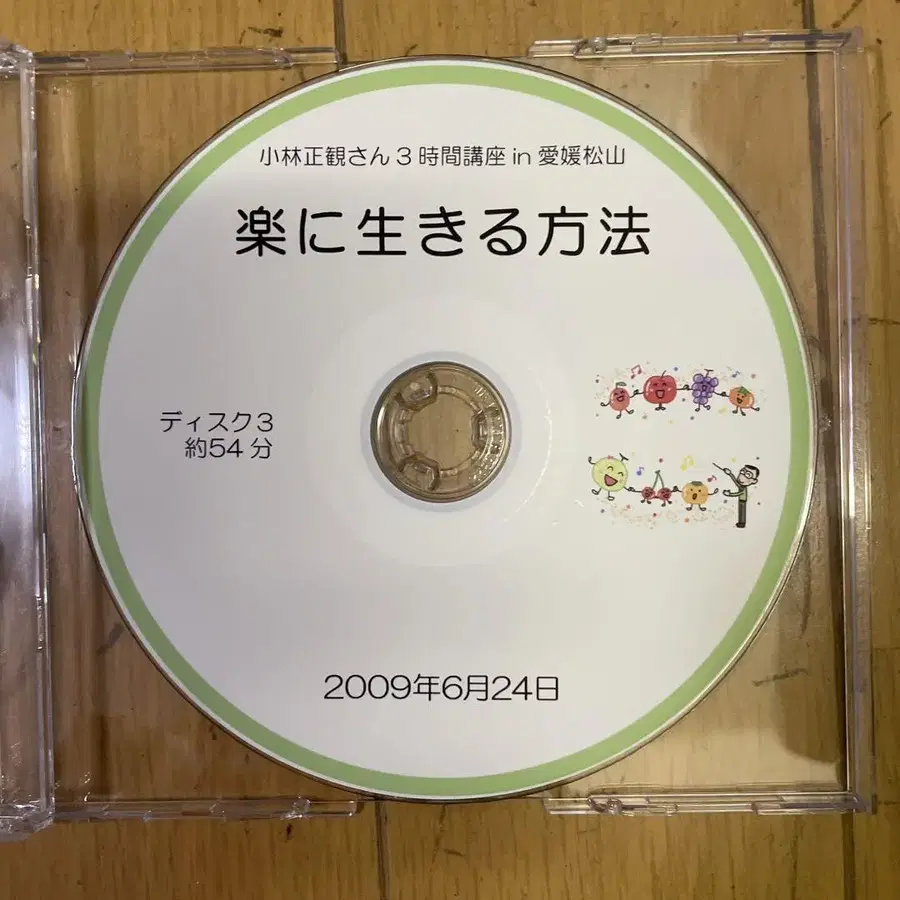 小林正観さん3時間講座in愛媛松山
楽に生きる方法
ディスク3
約54分
2009年6月24日